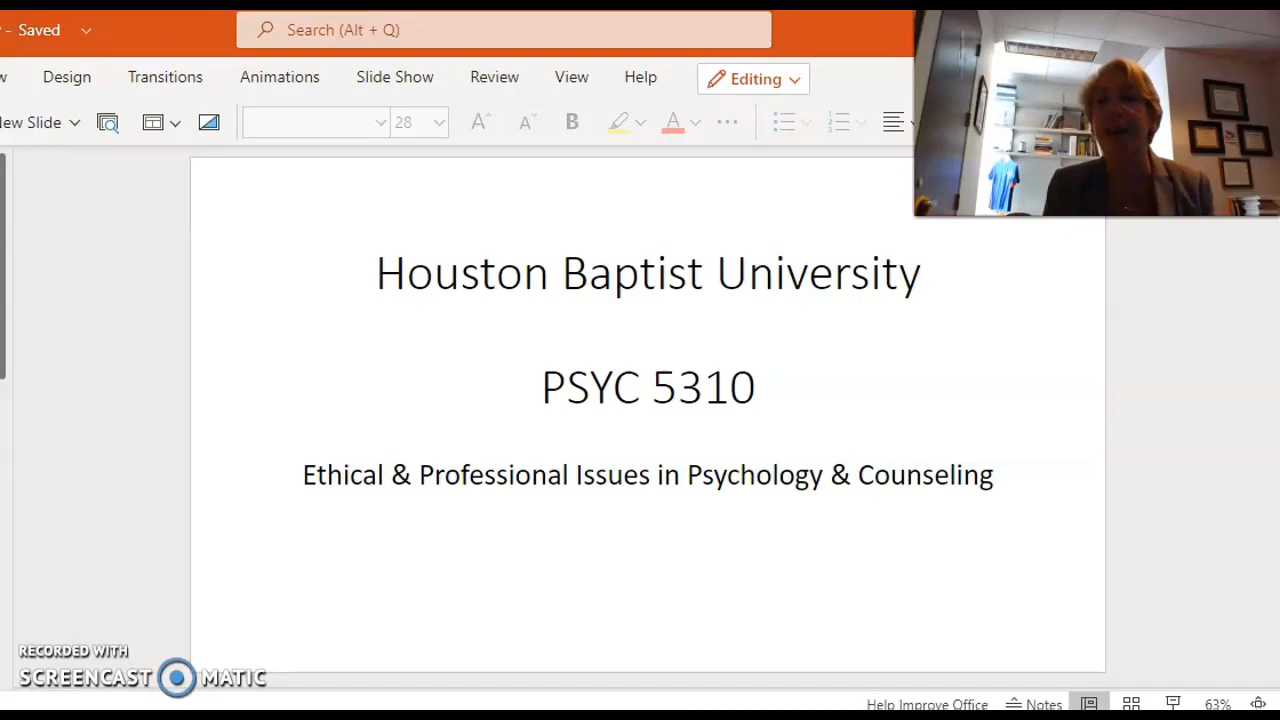 - Saved
Search (Alt + Q)
w Design Transitions Animations Slide Show Review View Help Editing
ew Slide 28 A A B A
Houston Baptist University
PSYC 5310
Ethical & Professional Issues in Psychology & Counseling
RECORDED WITH
SCREENCAST MATIC
Help Improve Office Notes 63%